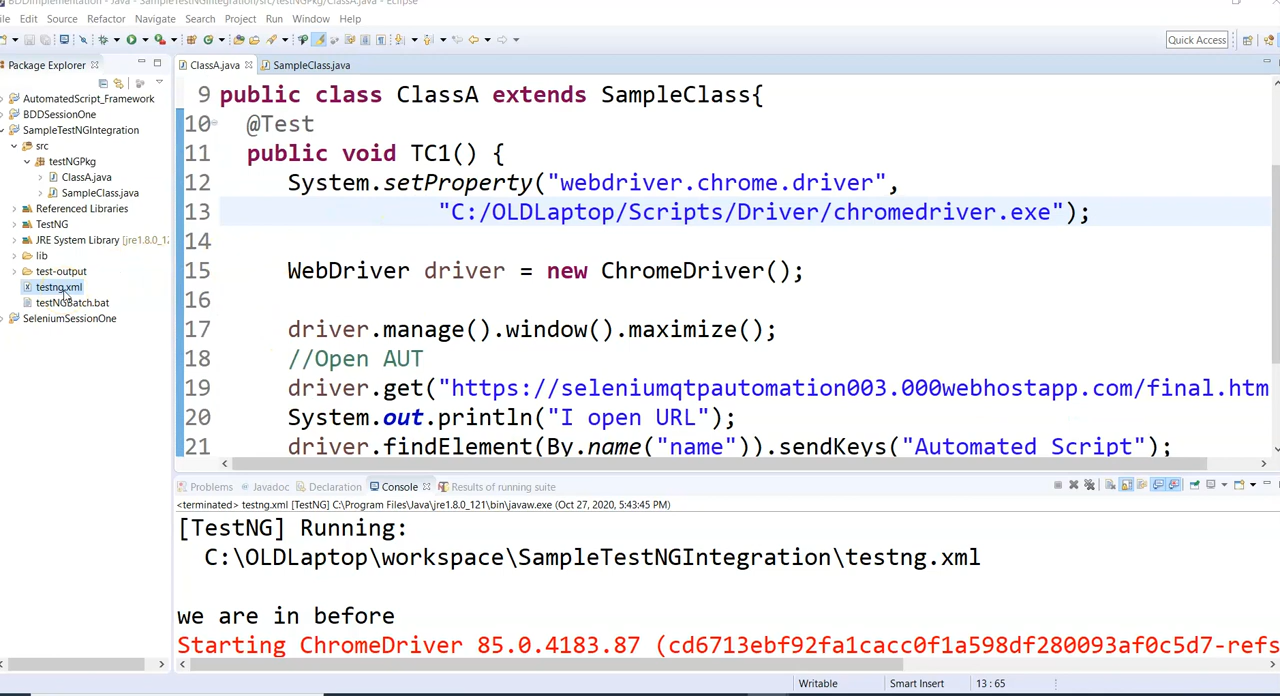 BDDImplementation - Java - SampleTestNGIntegration/src/testNGPkg/ClassA.java - Eclipse
ile Edit Source Refactor Navigate Search Project Run Window Help
Quick Access
Package Explorer
ClassA.java SampleClass.java
AutomatedScript_Framework
BDDSessionOne
SampleTestNGIntegration
src
testNGPkg
ClassA.java
SampleClass.java
Referenced Libraries
TestNG
JRE System Library [jre1.8.0_12
lib
test-output
testng.xml
testNGBatch.bat
SeleniumSessionOne
9 public class ClassA extends SampleClass{
10 @Test
11 public void TC1() {
12 System.setProperty("webdriver.chrome.driver",
13 "C:/OLDLaptop/Scripts/Driver/chromedriver.exe");
14
15 WebDriver driver = new ChromeDriver();
16
17 driver.manage().window().maximize();
18 //Open AUT
19 driver.get("https://seleniumqtpautomation003.000webhostapp.com/final.htm
20 System.out.println("I open URL");
21 driver.findElement(By.name("name")).sendKeys("Automated Script");
Problems Javadoc Declaration Console Results of running suite
<terminated> testng.xml [TestNG] C:\Program Files\Java\jre1.8.0_121\bin\javaw.exe (Oct 27, 2020, 5:43:45 PM)
[TestNG] Running:
C:\OLDLaptop\workspace\SampleTestNGIntegration\testng.xml
we are in before
Starting ChromeDriver 85.0.4183.87 (cd6713ebf92fa1cacc0f1a598df280093af0c5d7-refs
Writable Smart Insert 13 : 65